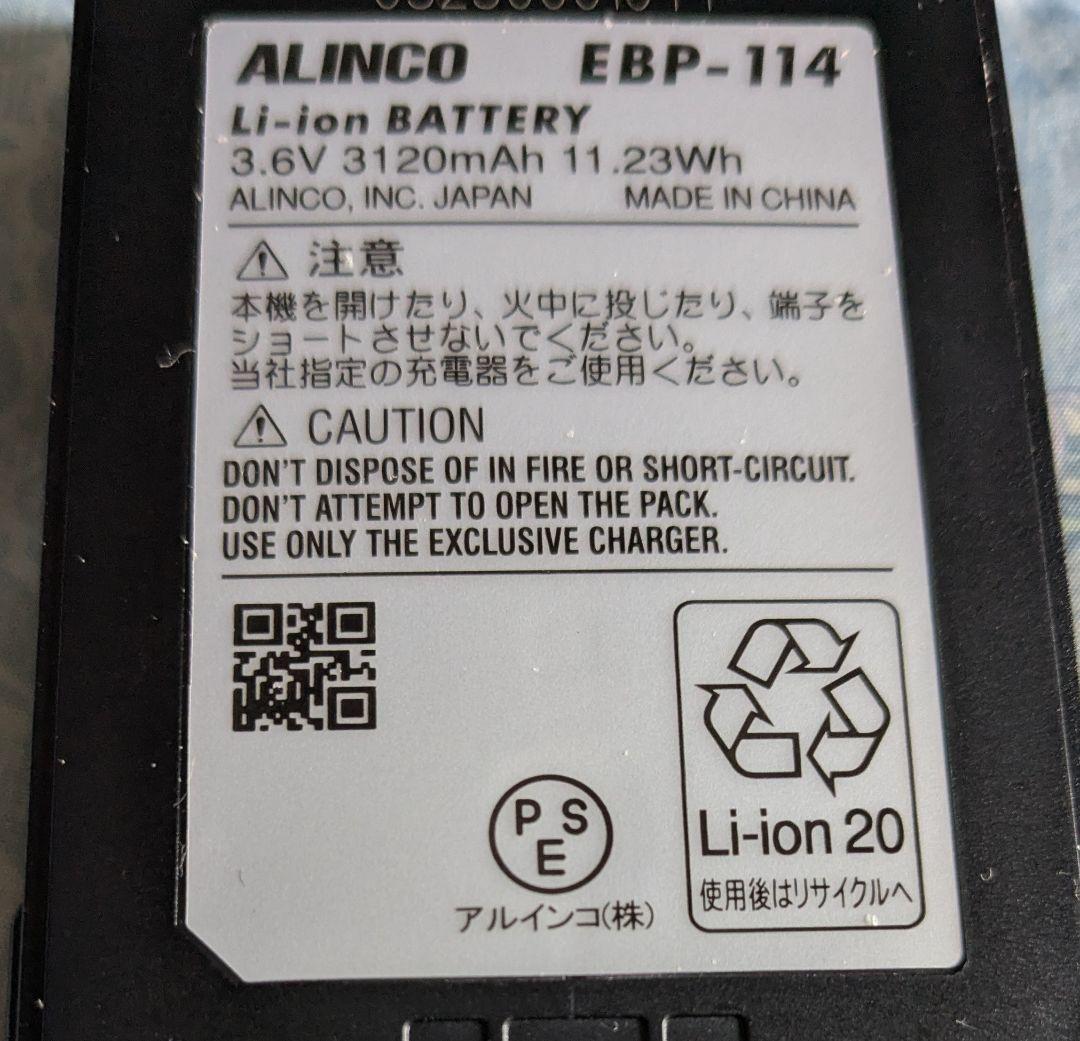 ALINCO EBP-114
Li-ion BATTERY
3.6V 3120mAh 11.23Wh
ALINCO, INC. JAPAN MADE IN CHINA
注意
本機を開けたり、火中に投じたり、端子を
ショートさせないでください。
当社指定の充電器をご使用ください。
CAUTION
DON'T DISPOSE OF IN FIRE OR SHORT-CIRCUIT.
DON'T ATTEMPT TO OPEN THE PACK.
USE ONLY THE EXCLUSIVE CHARGER.
PSE
アルインコ(株)
Li-ion 20
使用後はリサイクルへ